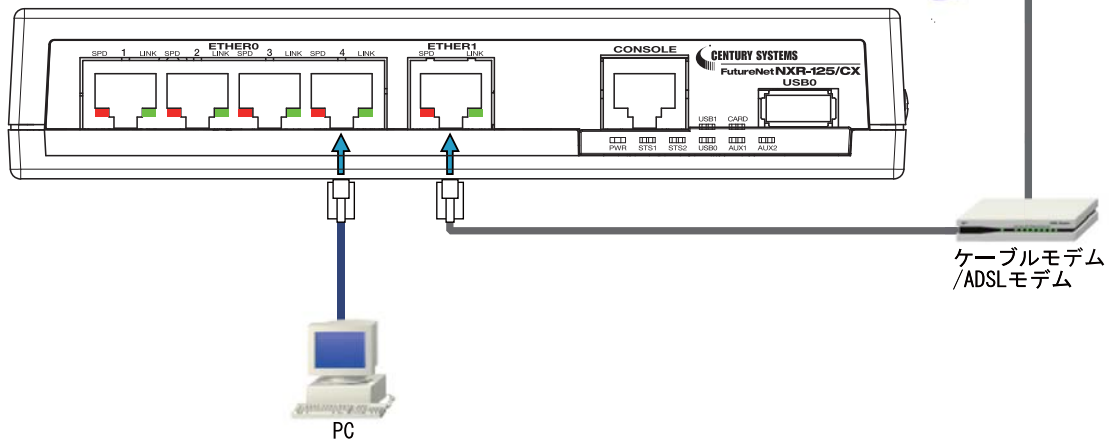 ETHER0
SPD 1 LINK SPD 2 LINK SPD 3 LINK SPD 4 LINK
ETHER1
SPD LINK
CONSOLE
CENTURY SYSTEMS
FutureNet NXR-125/CX
USB0
USB1 CARD
PWR STS1 STS2 USB0 AUX1 AUX2
ケーブルモデム
/ADSLモデム
PC